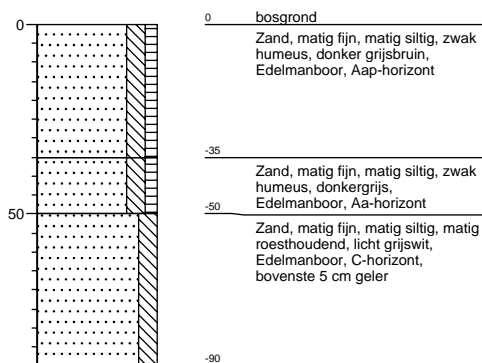 0
0
bosgrond
Zand, matig fijn, matig siltig, zwak
humeus, donker grijsbruin,
Edelmanboor, Aap-horizont
-35
Zand, matig fijn, matig siltig, zwak
humeus, donkergrijs,
Edelmanboor, Aa-horizont
50
-50
Zand, matig fijn, matig siltig, matig
roesthoudend, licht grijswit,
Edelmanboor, C-horizont,
bovenste 5 cm geler
-90